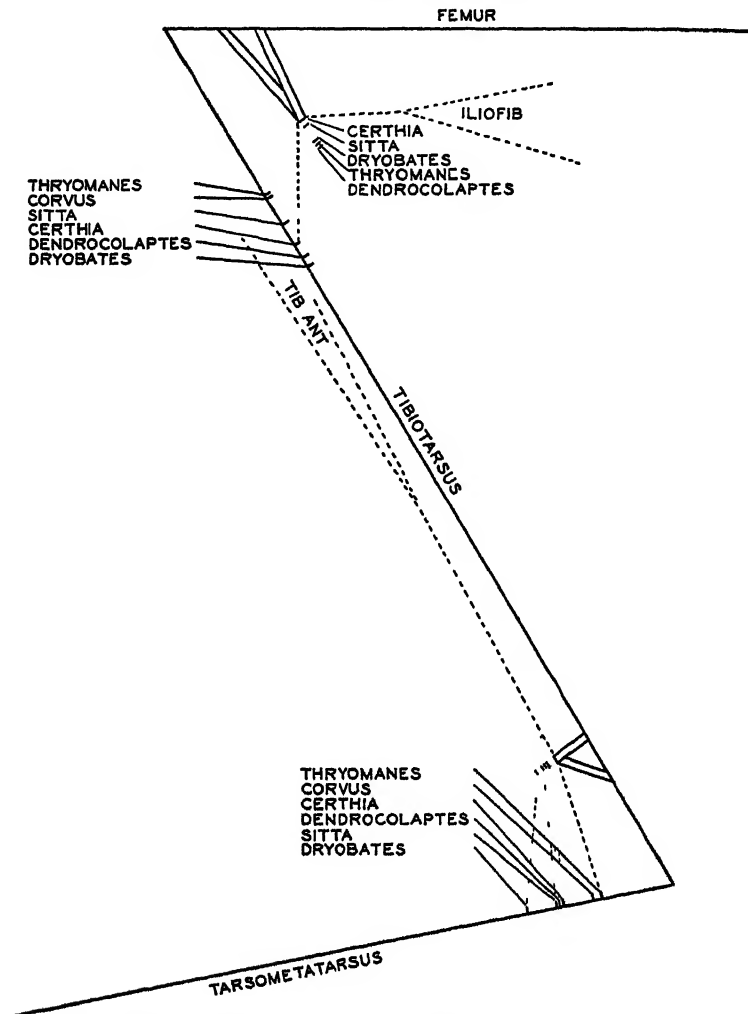 FEMUR
ILIOFIB
CERTHIA
SITTA
DRYOBATES
THRYOMANES
DENDROCOLAPTES
THRYOMANES
CORVUS
SITTA
CERTHIA
DENDROCOLAPTES
DRYOBATES
TIB ANT
TIBIOTARSUS
THRYOMANES
CORVUS
CERTHIA
DENDROCOLAPTES
SITTA
DRYOBATES
TARSOMETATARSUS